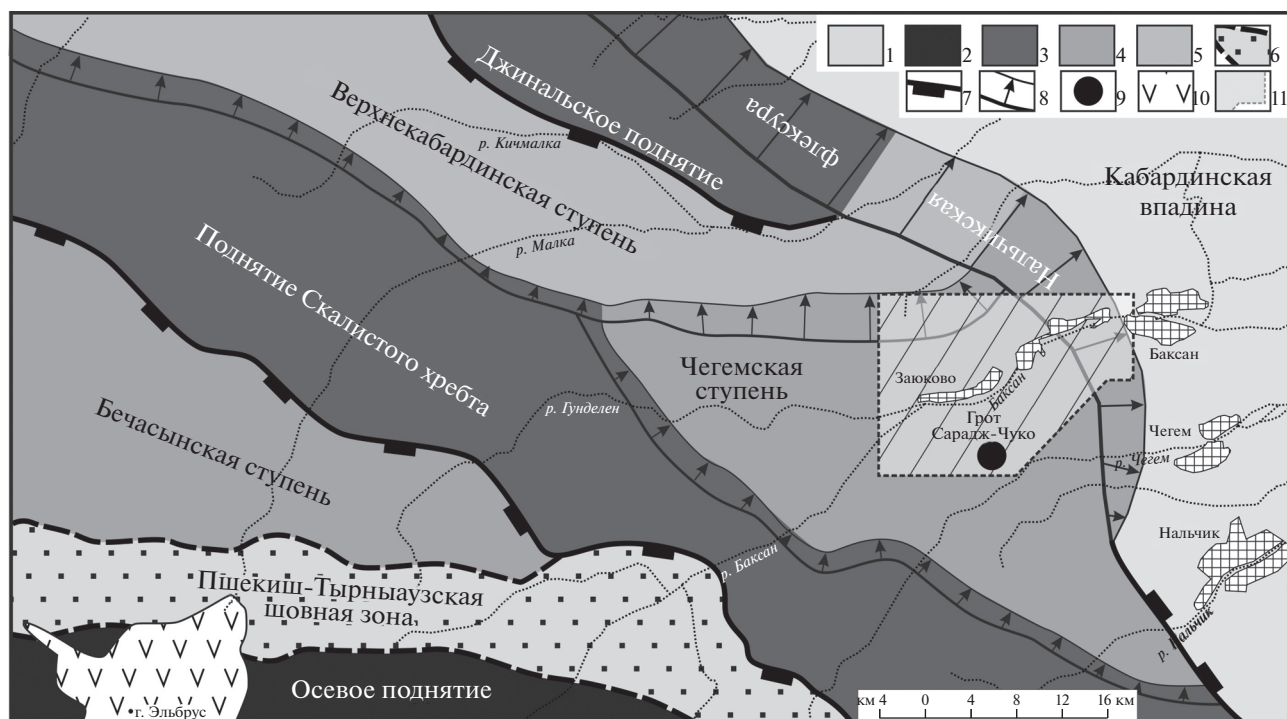 1
2
3
4
5
6
7
8
9
10
11
Джинальское поднятие
флексура
Нальчикская
Кабардинская
впадина
Верхнекабардинская ступень
р. Кичмалка
р. Малка
Поднятие Скалистого хребта
Чегемская
ступень
Заюково
Баксан
Баксан
Грот
Сарадж-Чуко
р. Гунделен
Чегем
р. Чегем
Бечасынская ступень
р. Баксан
Нальчик
р. Нальчик
Пшекиш-Тырныаузская
шовная зона
Осевое поднятие
г. Эльбрус
км 4 0 4 8 12 16 км